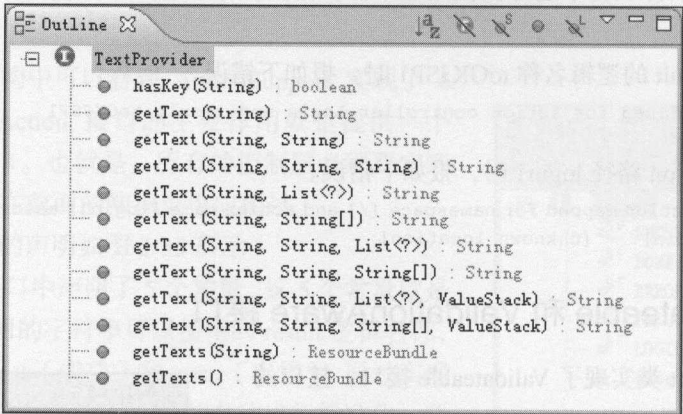 Outline
TextProvider
hasKey(String) : boolean
getText(String) : String
getText(String, String) : String
getText(String, String, String) : String
getText(String, List<?>) : String
getText(String, String[]) : String
getText(String, String, List<?>) : String
getText(String, String, String[]) : String
getText(String, String, List<?>, ValueStack) : String
getText(String, String, String[], ValueStack) : String
getTexts(String) : ResourceBundle
getTexts() : ResourceBundle